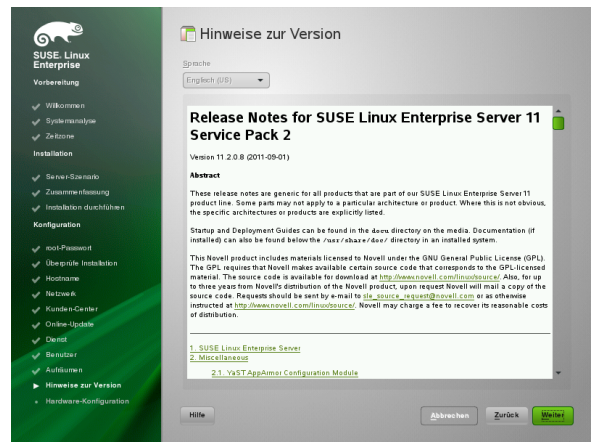 SUSE. Linux
Enterprise
Vorbereitung
Willkommen
Systemanalyse
Zeitzone
Installation
Server-Szenario
Zusammenfassung
Installation durchführen
Konfiguration
root-Passwort
Überprüfe Installation
Hostname
Netzwerk
Kunden-Center
Online-Update
Dienst
Benutzer
Aufräumen
Hinweise zur Version
Hardware-Konfiguration
Hinweise zur Version
Sprache
Englisch (US)
Release Notes for SUSE Linux Enterprise Server 11
Service Pack 2
Version 11.2.0.8 (2011-09-01)
Abstract
These release notes are generic for all products that are part of our SUSE Linux Enterprise Server 11
product line. Some parts may not apply to a particular architecture or product. Where this is not obvious,
the specific architectures or products are explicitly listed.
Startup and Deployment Guides can be found in the docu directory on the media. Documentation (if
installed) can also be found below the /usr/share/doc/ directory in an installed system.
This Novell product includes materials licensed to Novell under the GNU General Public License (GPL).
The GPL requires that Novell makes available certain source code that corresponds to the GPL-licensed
material. The source code is available for download at http://www.novell.com/linux/source/. Also, for up
to three years from Novell's distribution of the Novell product, upon request Novell will mail a copy of the
source code. Requests should be sent by e-mail to sle_source_request@novell.com or as otherwise
instructed at http://www.novell.com/linux/source/. Novell may charge a fee to recover its reasonable costs
of distribution.
1. SUSE Linux Enterprise Server
2. Miscellaneous
2.1. YaST AppArmor Configuration Module
Hilfe
Abbrechen
Zurück
Weiter